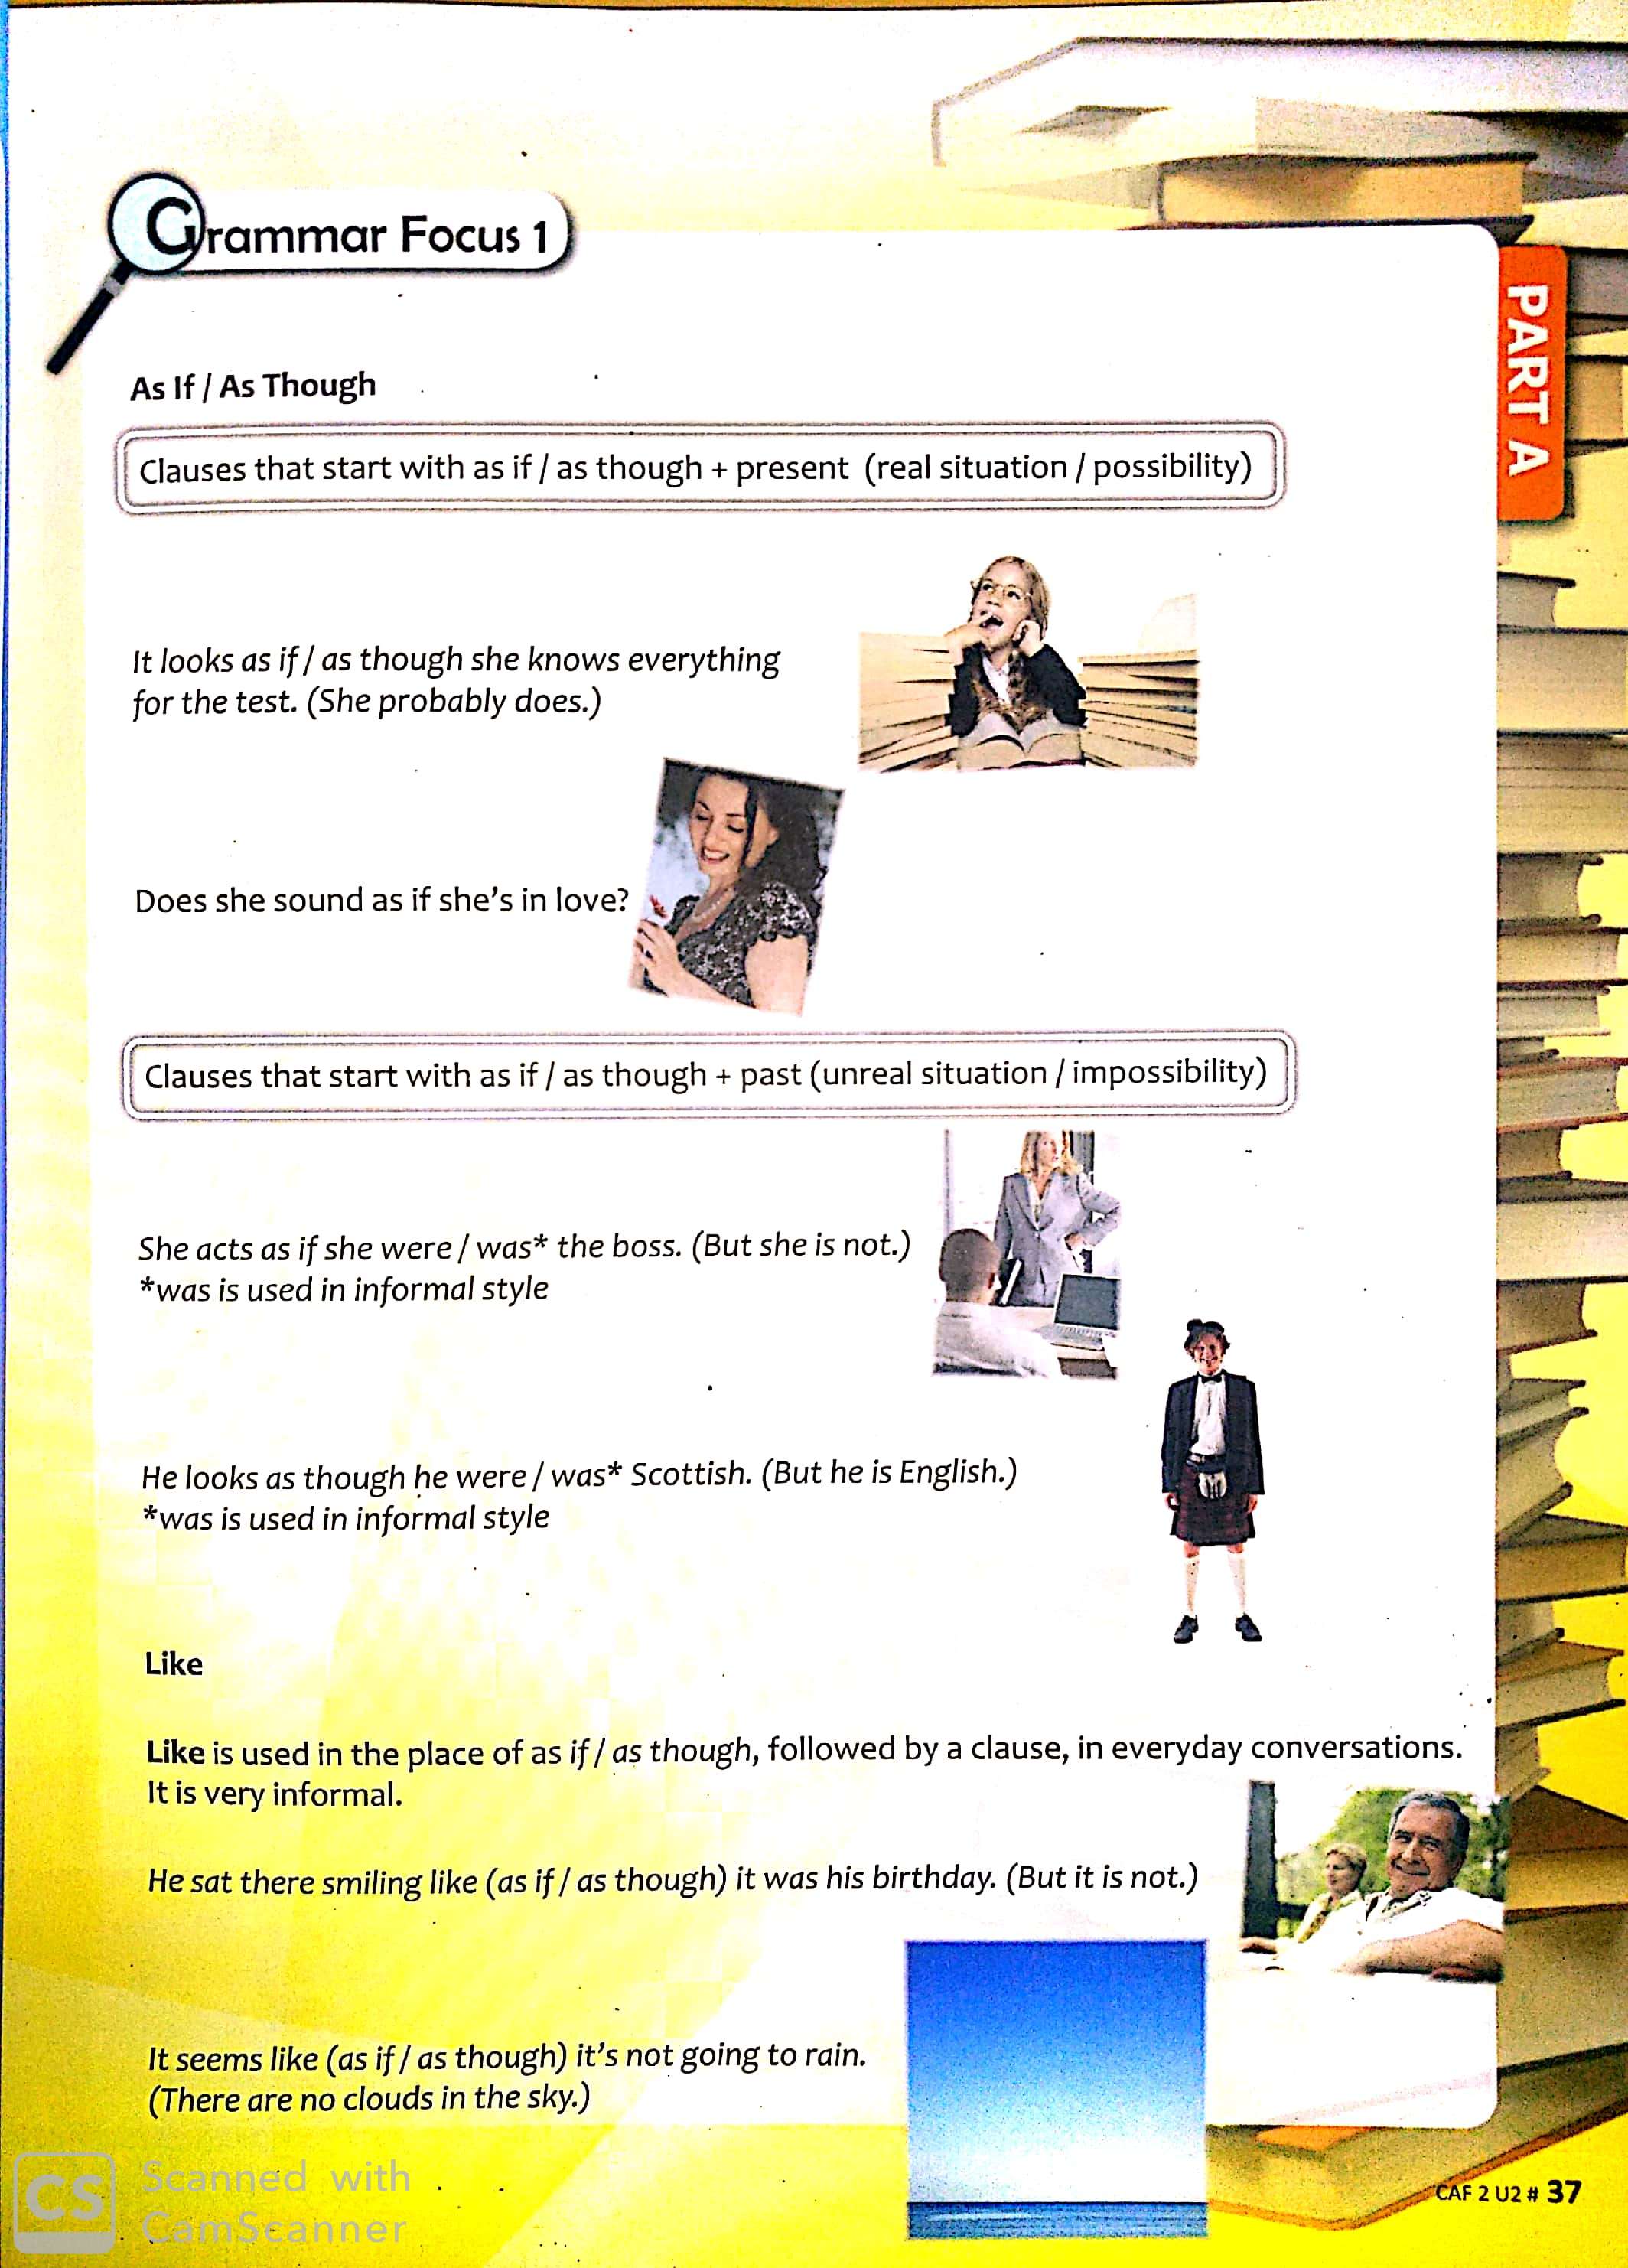 Grammar Focus 1
PART A
As If / As Though
Clauses that start with as if / as though + present (real situation / possibility)
It looks as if / as though she knows everything
for the test. (She probably does.)
Does she sound as if she's in love?
Clauses that start with as if / as though + past (unreal situation / impossibility)
She acts as if she were / was* the boss. (But she is not.)
*was is used in informal style
He looks as though he were / was* Scottish. (But he is English.)
*was is used in informal style
Like
Like is used in the place of as if / as though, followed by a clause, in everyday conversations.
It is very informal.
He sat there smiling like (as if / as though) it was his birthday. (But it is not.)
It seems like (as if / as though) it's not going to rain.
(There are no clouds in the sky.)
CAF 2 U2 # 37
CS Scanned with
CamScanner